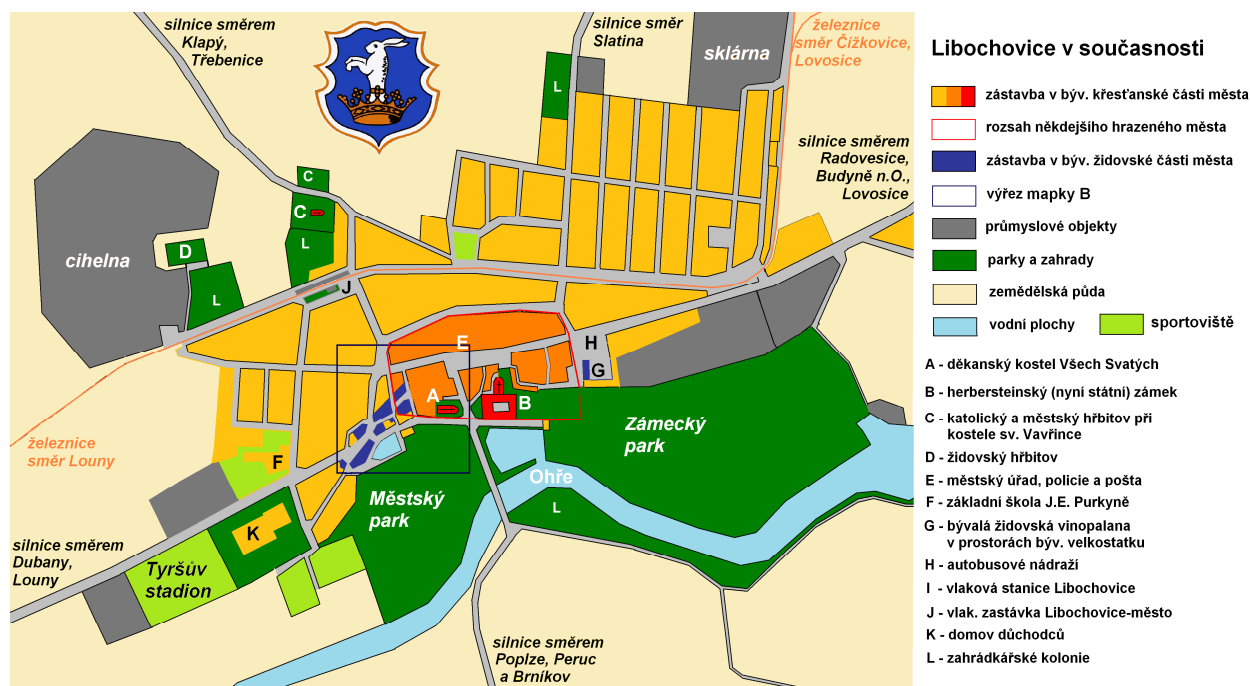 silnice směrem
Klapý,
Třebenice
silnice směr
Slatina
sklárna
železnice
směr Čížkovice,
Lovosice
silnice směrem
Radovesice,
Budyně n.O.,
Lovosice
L
C
C
L
cihelna
D
L
J
E
H
G
A
B
Zámecký
park
železnice
směr Louny
F
Městský
park
Ohře
L
K
silnice směrem
Dubany,
Louny
Tyršův
stadion
silnice směrem
Poplze, Peruc
a Brníkov
Libochovice v současnosti
zástavba v býv. křesťanské části města
rozsah někdejšího hrazeného města
zástavba v býv. židovské části města
výřez mapky B
průmyslové objekty
parky a zahrady
zemědělská půda
vodní plochy
sportoviště
A - děkanský kostel Všech Svatých
B - herbersteinský (nyní státní) zámek
C - katolický a městský hřbitov při
kostele sv. Vavřince
D - židovský hřbitov
E - městský úřad, policie a pošta
F - základní škola J.E. Purkyně
G - bývalá židovská vinopalana
v prostorách býv. velkostatku
H - autobusové nádraží
I - vlaková stanice Libochovice
J - vlak. zastávka Libochovice-město
K - domov důchodců
L - zahrádkářské kolonie